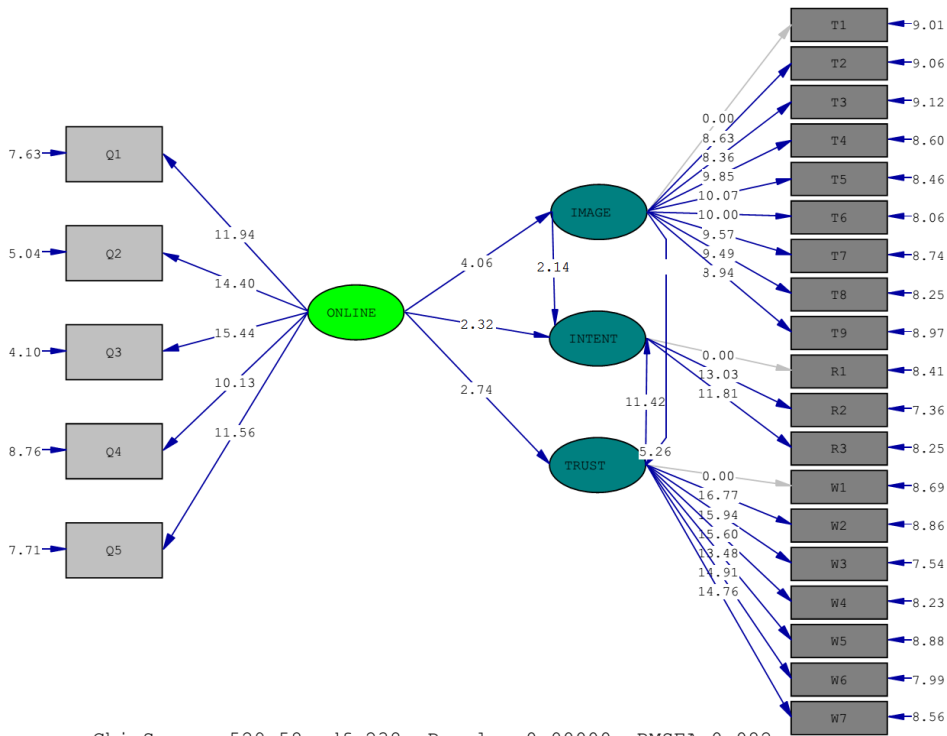 T1 9.01
T2 9.06
T3 9.12
T4 8.60
T5 8.46
T6 8.06
T7 8.74
T8 8.25
T9 8.97
R1 8.41
R2 7.36
R3 8.25
W1 8.69
W2 8.86
W3 7.54
W4 8.23
W5 8.88
W6 7.99
W7 8.56
7.63 Q1
5.04 Q2
4.10 Q3
8.76 Q4
7.71 Q5
11.94
14.40
15.44
10.13
11.56
ONLINE
4.06
2.32
2.74
IMAGE
2.14
INTENT
11.42
5.26
TRUST
0.00
8.63
8.36
9.85
10.07
10.00
9.57
9.49
8.94
0.00
13.03
11.81
0.00
16.77
15.94
15.60
13.48
14.91
14.76